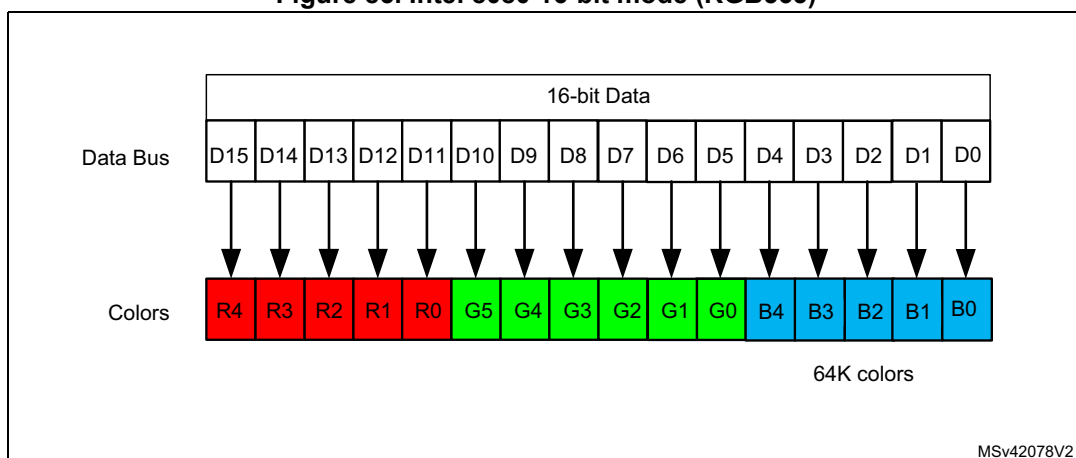 16-bit Data
Data Bus D15 D14 D13 D12 D11 D10 D9 D8 D7 D6 D5 D4 D3 D2 D1 D0
Colors R4 R3 R2 R1 R0 G5 G4 G3 G2 G1 G0 B4 B3 B2 B1 B0
64K colors
MSv42078V2